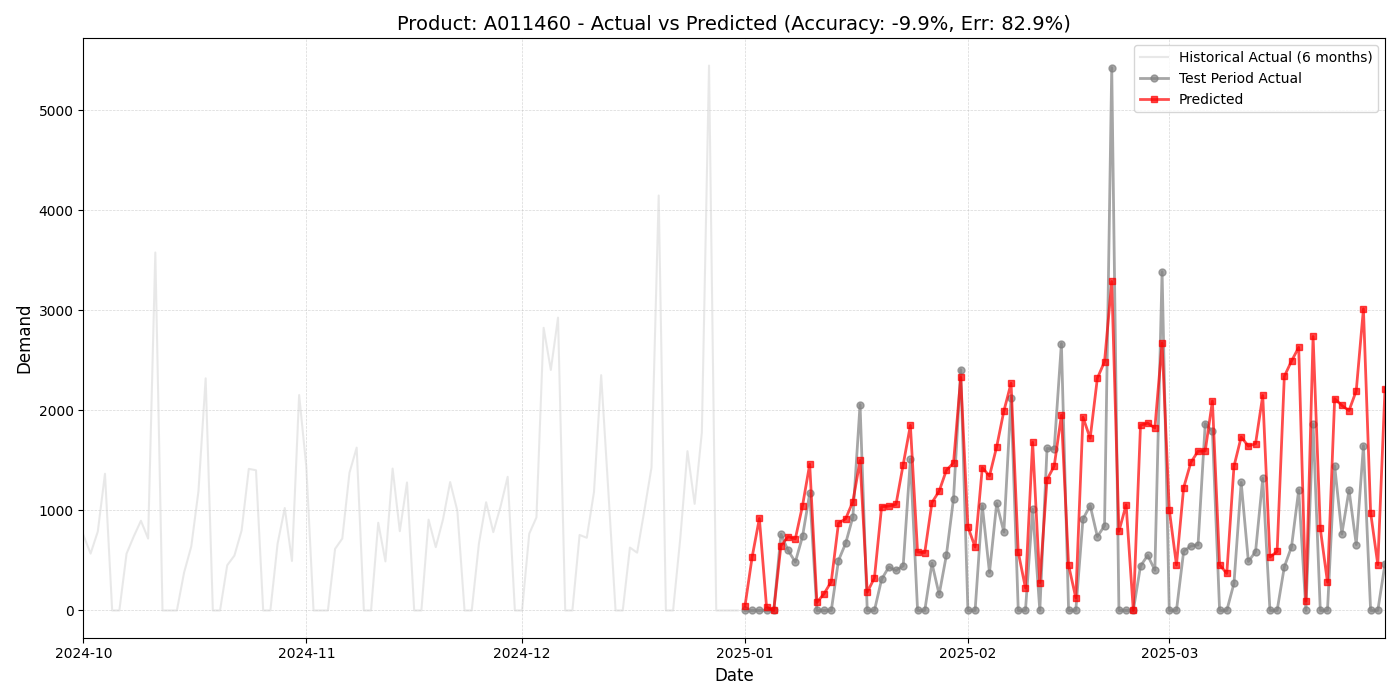 Product: A011460 - Actual vs Predicted (Accuracy: -9.9%, Err: 82.9%)
Historical Actual (6 months)
Test Period Actual
Predicted
Demand
5000
4000
3000
2000
1000
0
2024-10
2024-11
2024-12
2025-01
2025-02
2025-03
Date